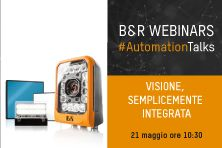 B&R WEBINARS
#AutomationTalks
VISIONE,
SEMPLICEMENTE
INTEGRATA
21 maggio ore 10:30